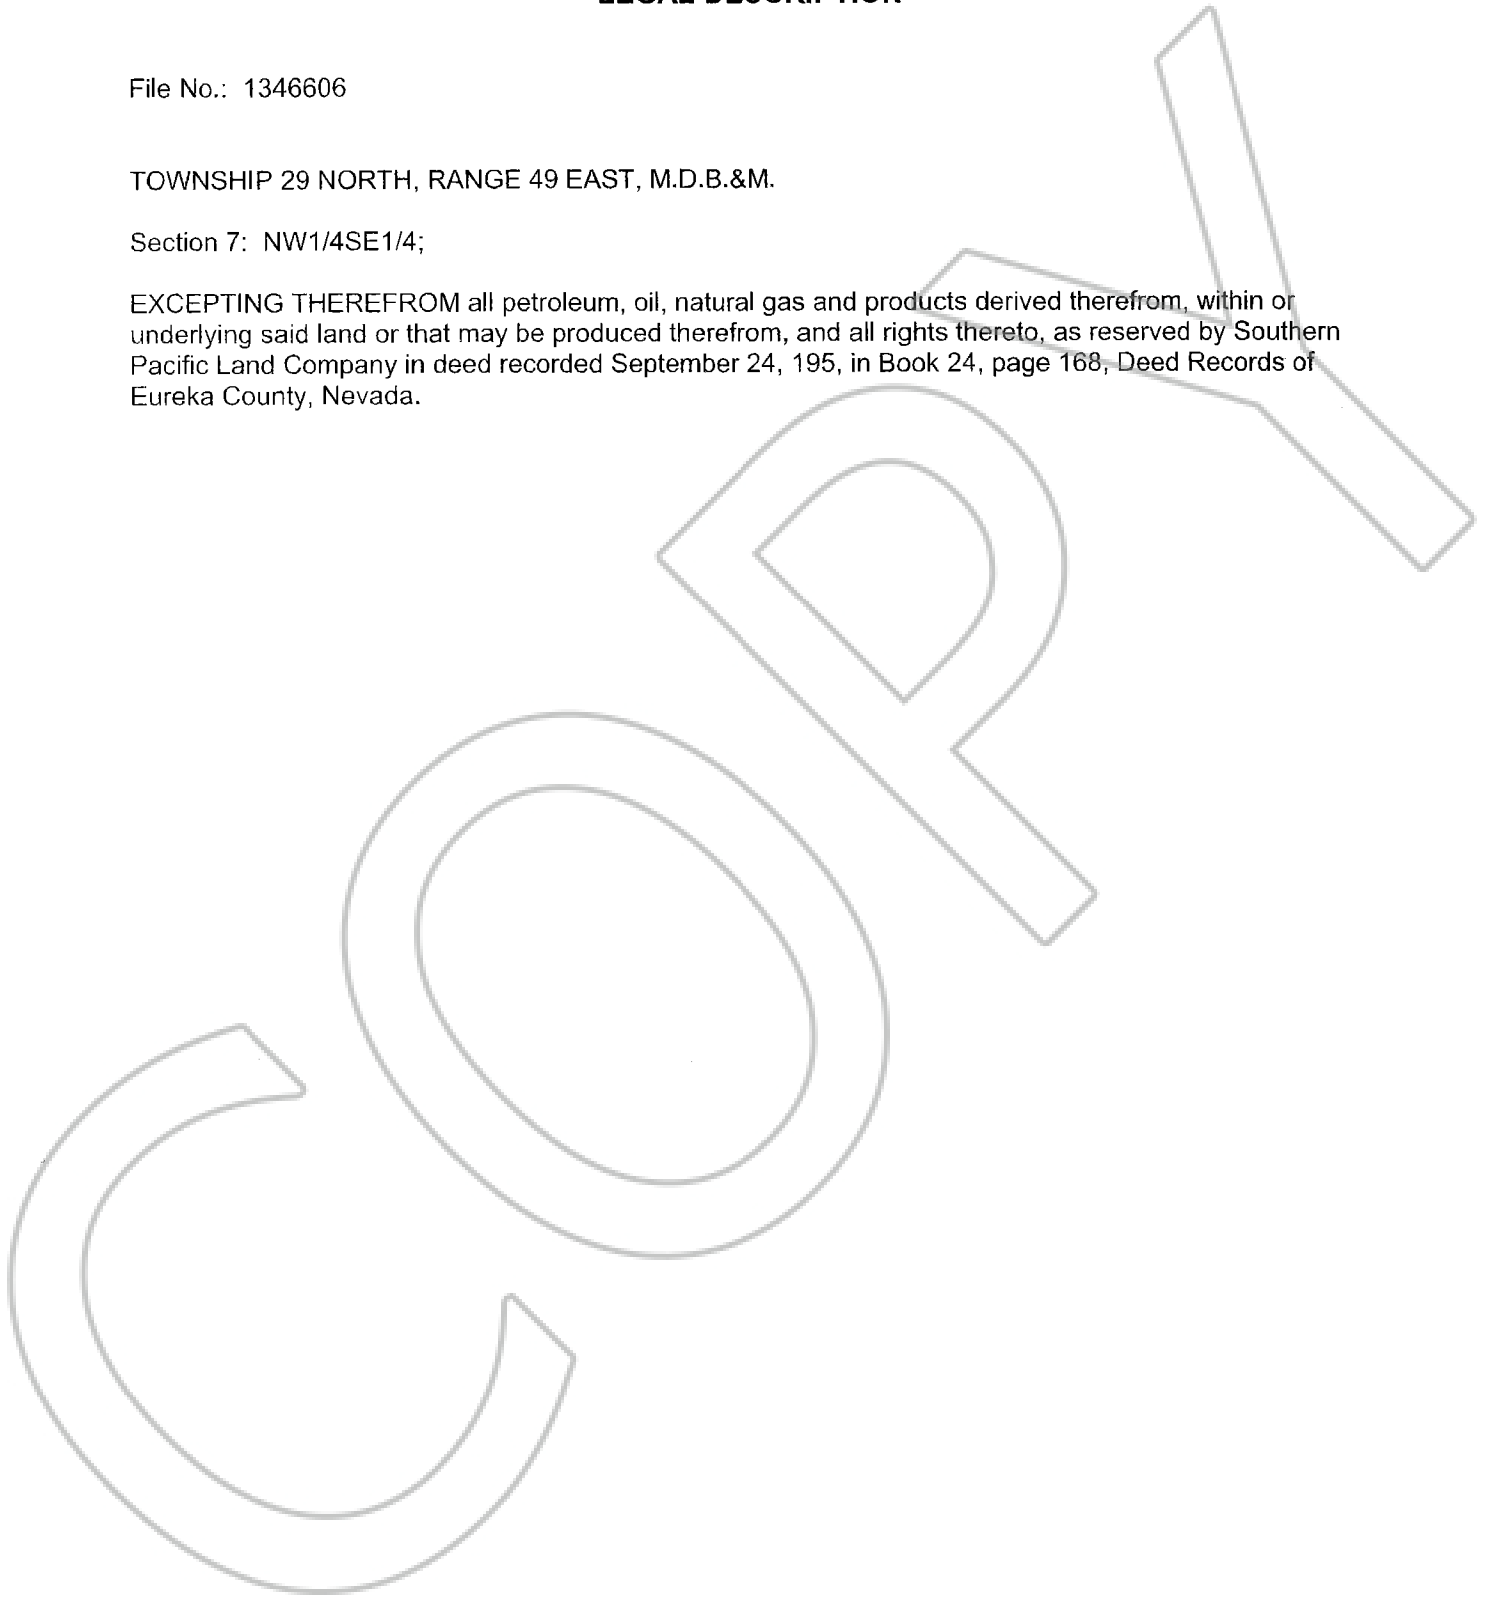 LEGAL DESCRIPTION
File No.: 1346606
TOWNSHIP 29 NORTH, RANGE 49 EAST, M.D.B.&M.
Section 7: NW1/4SE1/4;
EXCEPTING THEREFROM all petroleum, oil, natural gas and products derived therefrom, within or
underlying said land or that may be produced therefrom, and all rights thereto, as reserved by Southern
Pacific Land Company in deed recorded September 24, 195, in Book 24, page 168, Deed Records of
Eureka County, Nevada.
COPY